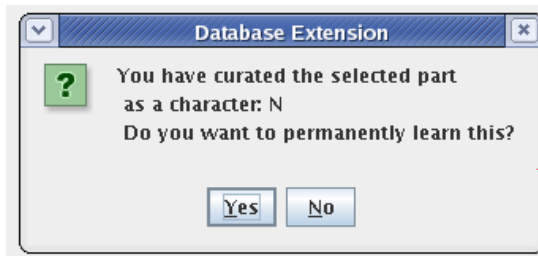 Database Extension
?
You have curated the selected part
as a character: N
Do you want to permanently learn this?
Yes No